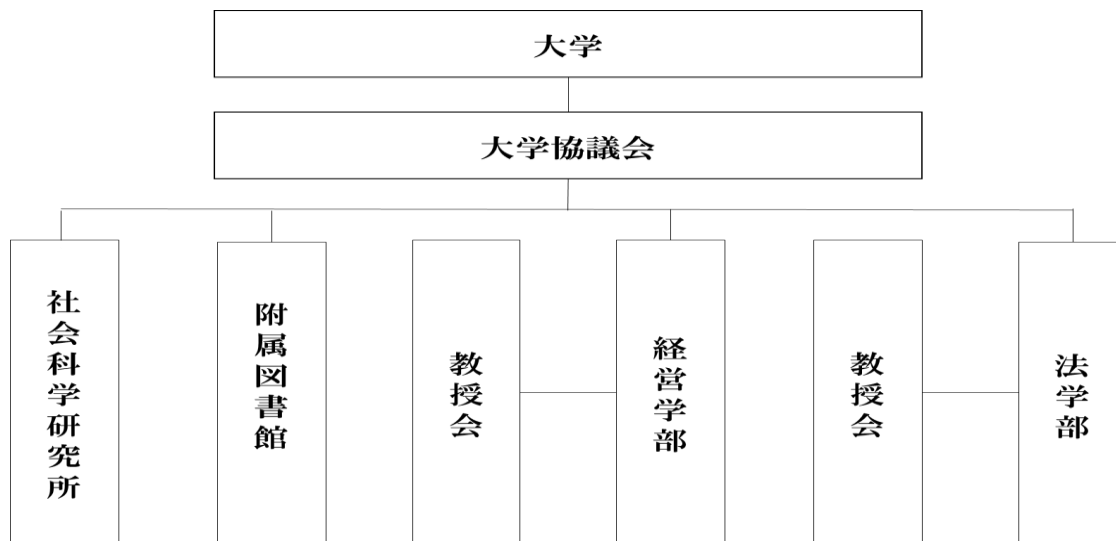 大学
大学協議会
社会科学研究所
附属図書館
教授会
経営学部
教授会
法学部